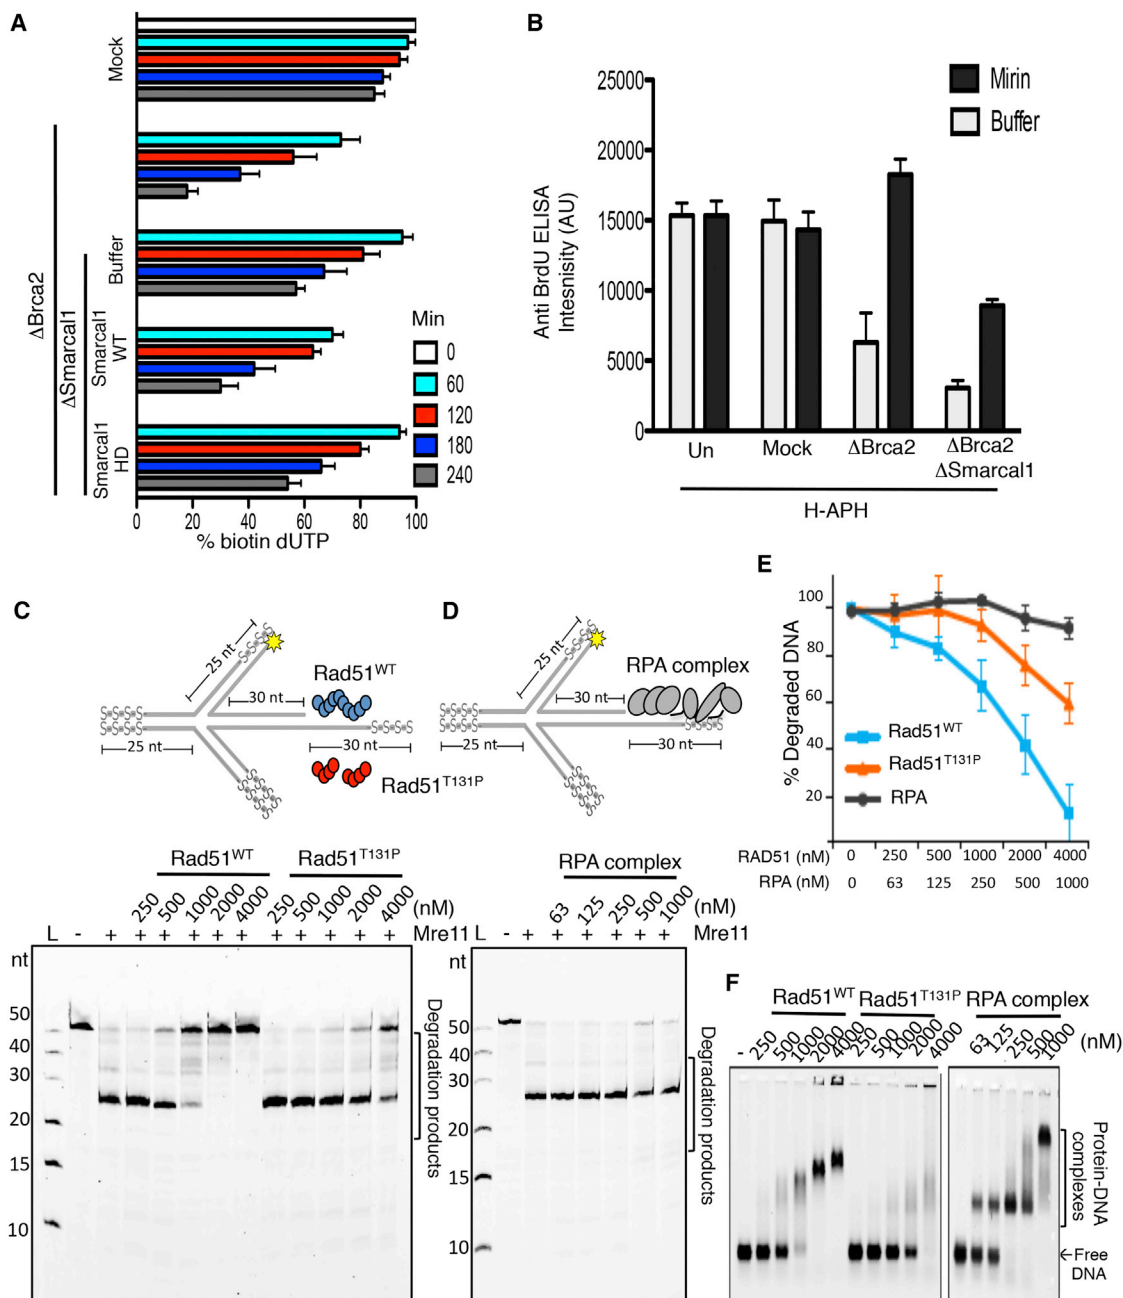 A
Mock
Buffer
Smarcal1
WT
Smarcal1
HD
ΔSmarcal1
ΔBrca2
Min
0
60
120
180
240
0 20 40 60 80 100
% biotin dUTP
B
25000
20000
15000
10000
5000
0
Anti BrdU ELISA
Intesnisity (AU)
Mirin
Buffer
Un Mock ΔBrca2 ΔBrca2
ΔSmarcal1
H-APH
C
25 nt
S S S S
30 nt
Rad51WT
S S S S
S S S S
25 nt
S S S S
30 nt
Rad51T131P
Rad51WT Rad51T131P
250 500 1000 2000 4000 250 500 1000 2000 4000 (nM)
L - + + + + + + + + + + + Mre11
nt
50
40
30
20
15
10
Degradation products
D
25 nt
30 nt
RPA complex
25 nt
30 nt
RPA complex
63 125 250 500 1000
L - + + + + + +
50
40
30
20
15
10
Degradation products
E
100
80
60
40
20
% Degraded DNA
Rad51WT
Rad51T131P
RPA
RAD51 (nM) 0 250 500 1000 2000 4000
RPA (nM) 0 63 125 250 500 1000
F
Rad51WT Rad51T131P RPA complex
- 250 500 1000 2000 4000 250 500 1000 2000 4000 63 125 250 500 1000 (nM)
Protein-DNA
complexes
←Free
DNA